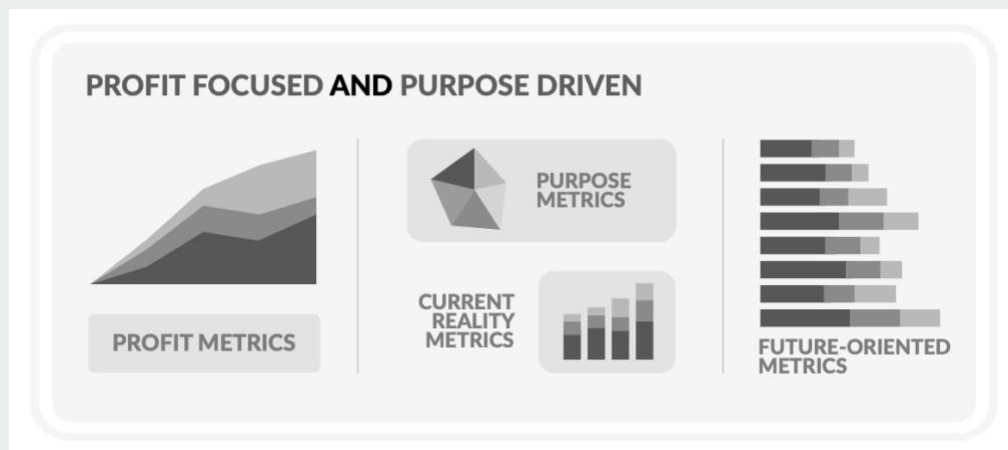 PROFIT FOCUSED AND PURPOSE DRIVEN
PROFIT METRICS
PURPOSE
METRICS
CURRENT
REALITY
METRICS
FUTURE-ORIENTED
METRICS